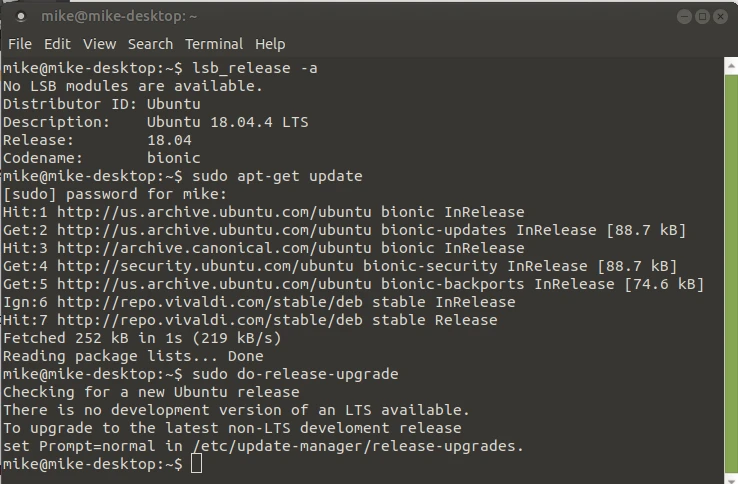 mike@mike-desktop: ~
File Edit View Search Terminal Help
mike@mike-desktop:~$ lsb_release -a
No LSB modules are available.
Distributor ID: Ubuntu
Description:    Ubuntu 18.04.4 LTS
Release:        18.04
Codename:       bionic
mike@mike-desktop:~$ sudo apt-get update
[sudo] password for mike:
Hit:1 http://us.archive.ubuntu.com/ubuntu bionic InRelease
Get:2 http://us.archive.ubuntu.com/ubuntu bionic-updates InRelease [88.7 kB]
Hit:3 http://archive.canonical.com/ubuntu bionic InRelease
Get:4 http://security.ubuntu.com/ubuntu bionic-security InRelease [88.7 kB]
Get:5 http://us.archive.ubuntu.com/ubuntu bionic-backports InRelease [74.6 kB]
Ign:6 http://repo.vivaldi.com/stable/deb stable InRelease
Hit:7 http://repo.vivaldi.com/stable/deb stable Release
Fetched 252 kB in 1s (219 kB/s)
Reading package lists... Done
mike@mike-desktop:~$ sudo do-release-upgrade
Checking for a new Ubuntu release
There is no development version of an LTS available.
To upgrade to the latest non-LTS develoment release
set Prompt=normal in /etc/update-manager/release-upgrades.
mike@mike-desktop:~$